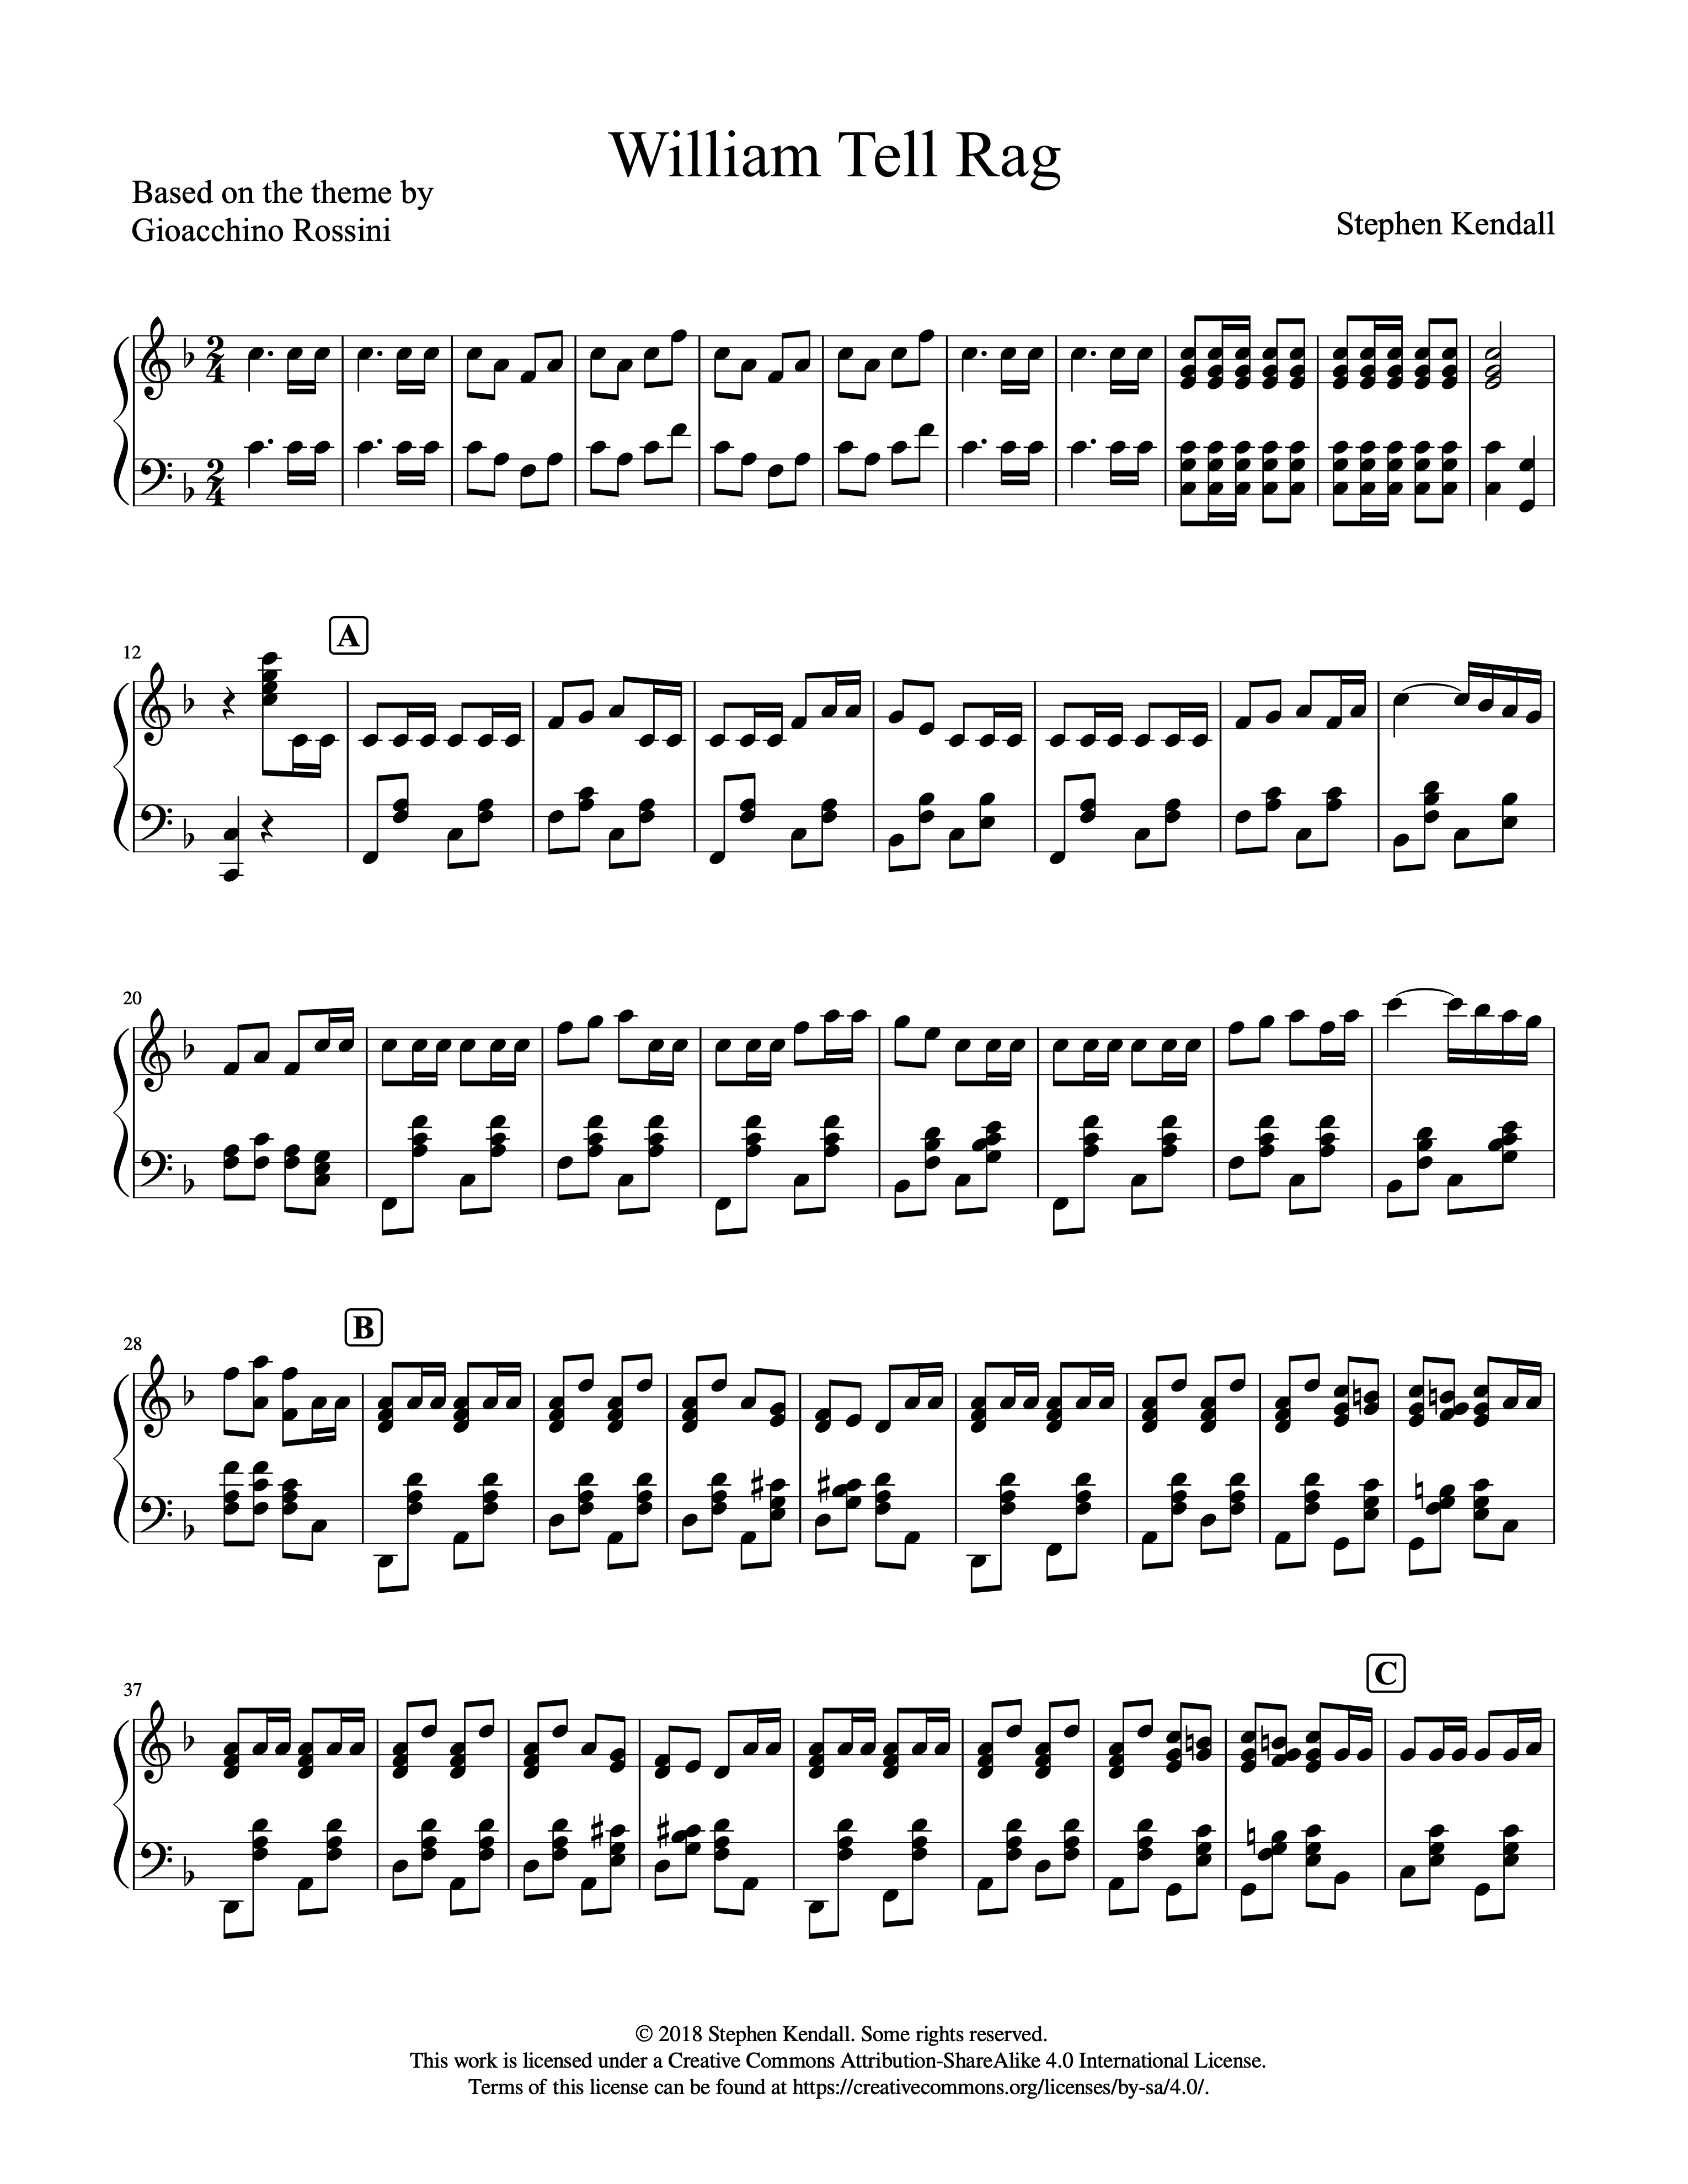 William Tell Rag
Based on the theme by
Gioacchino Rossini
Stephen Kendall
2
4
2
4
12
A
20
28
B
37
C
© 2018 Stephen Kendall. Some rights reserved.
This work is licensed under a Creative Commons Attribution-ShareAlike 4.0 International License.
Terms of this license can be found at https://creativecommons.org/licenses/by-sa/4.0/.